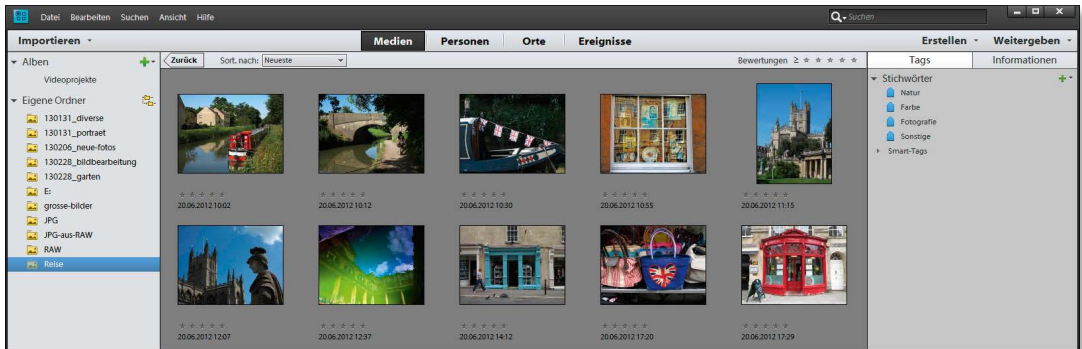 Datei Bearbeiten Suchen Ansicht Hilfe
Suchen
Importieren
Medien Personen Orte Ereignisse
Erstellen Weitergeben
Alben
Videoprojekte
Eigene Ordner
130131_diverse
130131_portraet
130206_neue-fotos
130228_bildbearbeitung
130228_garten
E:
grosse-bilder
JPG
JPG-aus-RAW
RAW
Reise
Zurück Sort. nach: Neueste Bewertungen ≥
20.06.2012 10:02 20.06.2012 10:12 20.06.2012 10:30 20.06.2012 10:55 20.06.2012 11:15
20.06.2012 12:07 20.06.2012 12:37 20.06.2012 14:12 20.06.2012 17:20 20.06.2012 17:29
Tags Informationen
Stichwörter
Natur
Farbe
Fotografie
Sonstige
Smart-Tags